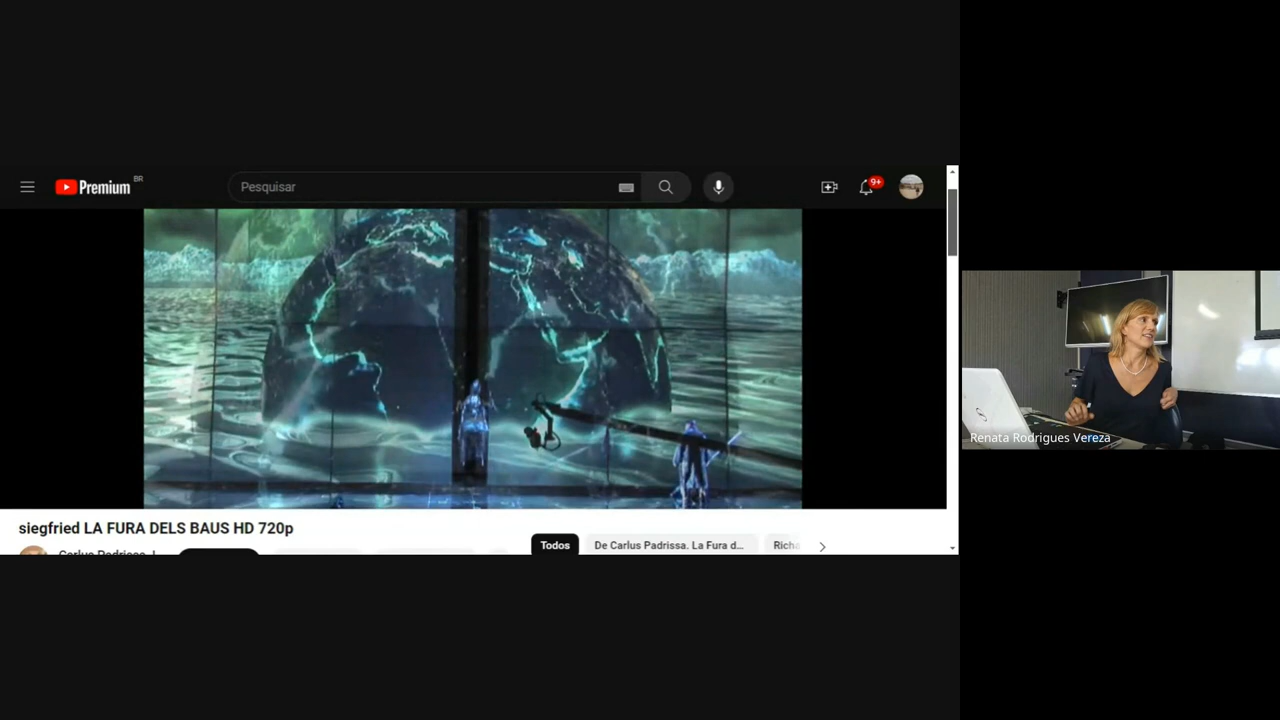 Premium BR
Pesquisar
9+
siegfried LA FURA DELS BAUS HD 720p
Todos
De Carlus Padrissa. La Fura d...
Renata Rodrigues Vereza